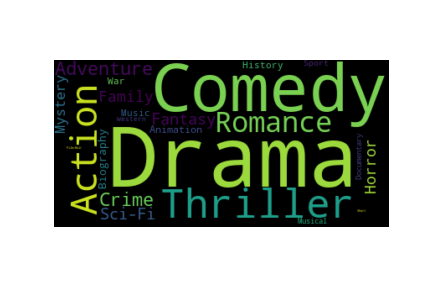 Adventure
War
History
Sport
Comedy
Mystery
Action
Family
Music
Western
Fantasy
Animation
Romance
Drama
Biography
Documentary
Horror
Crime
Sci-Fi
Thriller
Musical